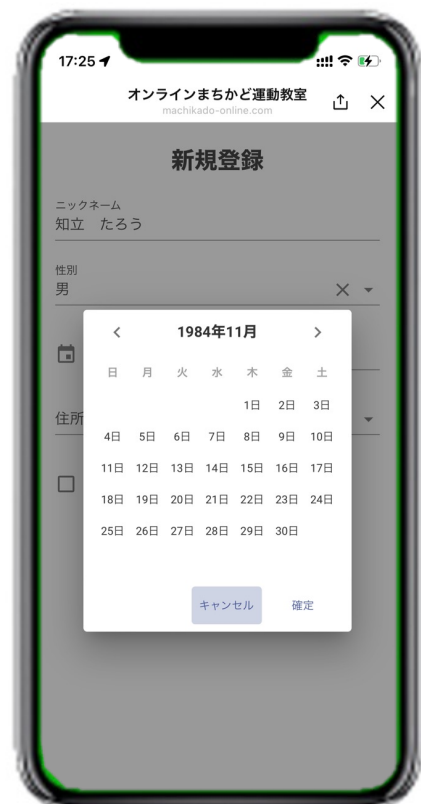 17:25
オンラインまちかど運動教室
machikado-online.com
新規登録
ニックネーム
知立　たろう
性別
男
1984年11月
日 月 火 水 木 金 土
1日 2日 3日
4日 5日 6日 7日 8日 9日 10日
11日 12日 13日 14日 15日 16日 17日
18日 19日 20日 21日 22日 23日 24日
25日 26日 27日 28日 29日 30日
住所
キャンセル 確定